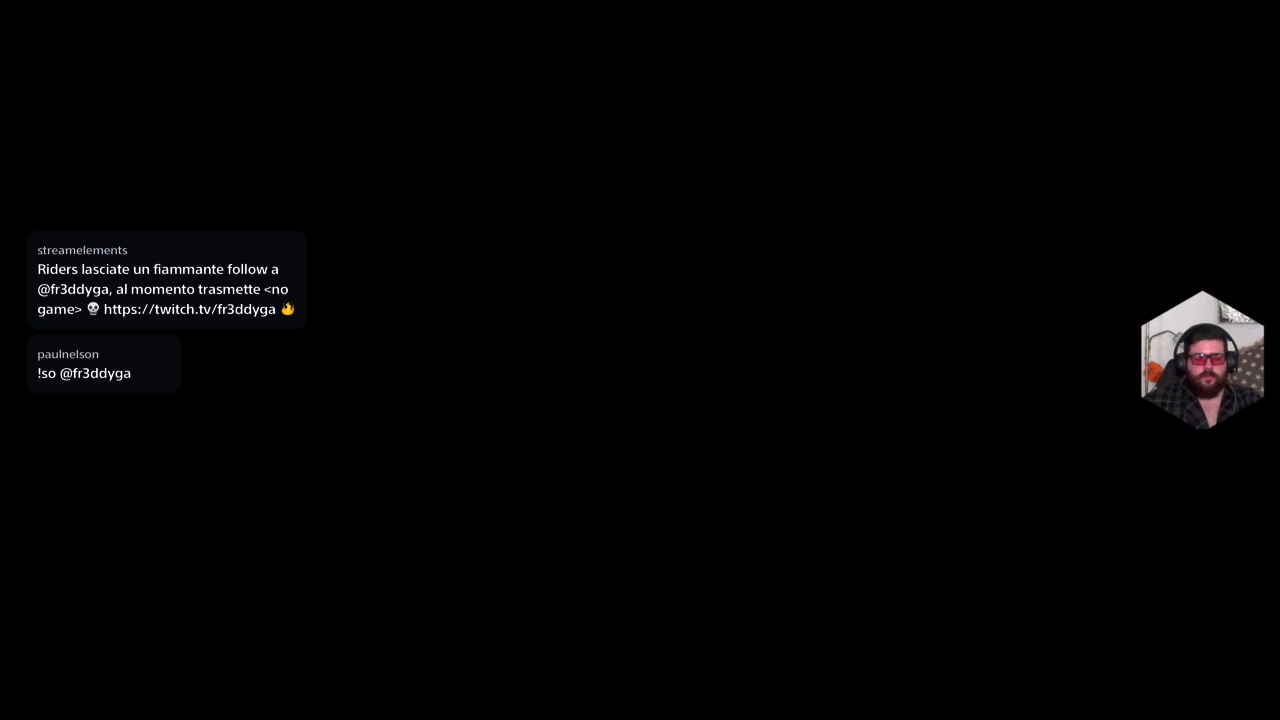 streamelements
Riders lasciate un fiammante follow a
@fr3ddyga, al momento trasmette <no
game> 💀 https://twitch.tv/fr3ddyga 🔥
paulnelson
!so @fr3ddyga